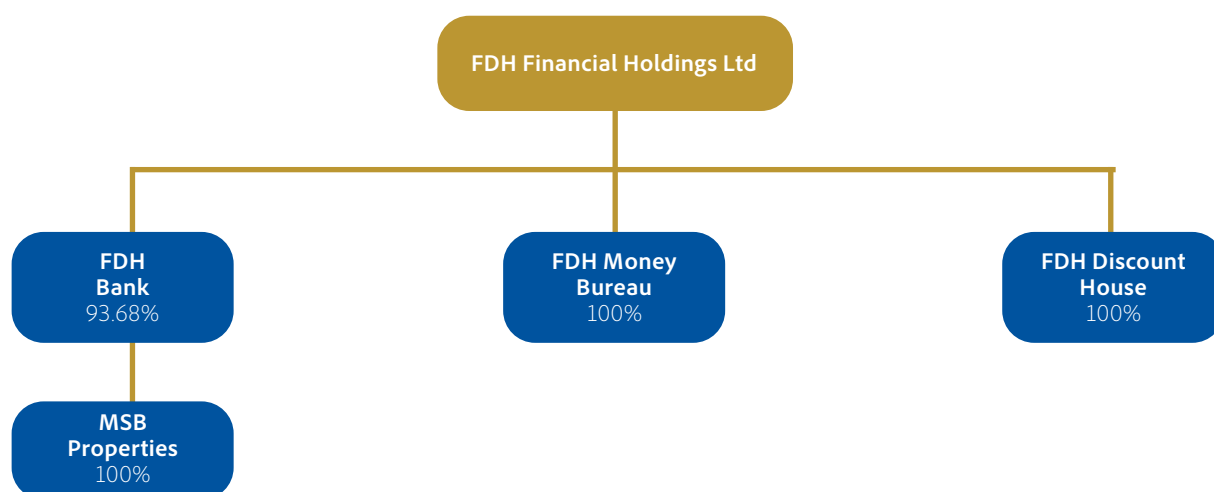 FDH Financial Holdings Ltd
FDH
Bank
93.68%
FDH Money
Bureau
100%
FDH Discount
House
100%
MSB
Properties
100%